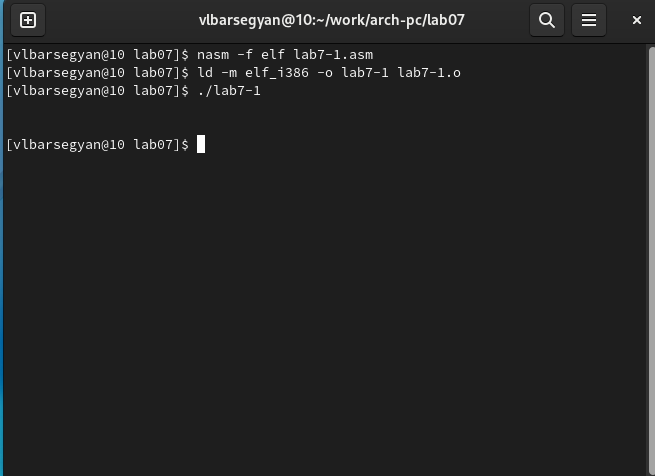 vlbarsegyan@10:~/work/arch-pc/lab07
[vlbarsegyan@10 lab07]$ nasm -f elf lab7-1.asm
[vlbarsegyan@10 lab07]$ ld -m elf_i386 -o lab7-1 lab7-1.o
[vlbarsegyan@10 lab07]$ ./lab7-1
[vlbarsegyan@10 lab07]$